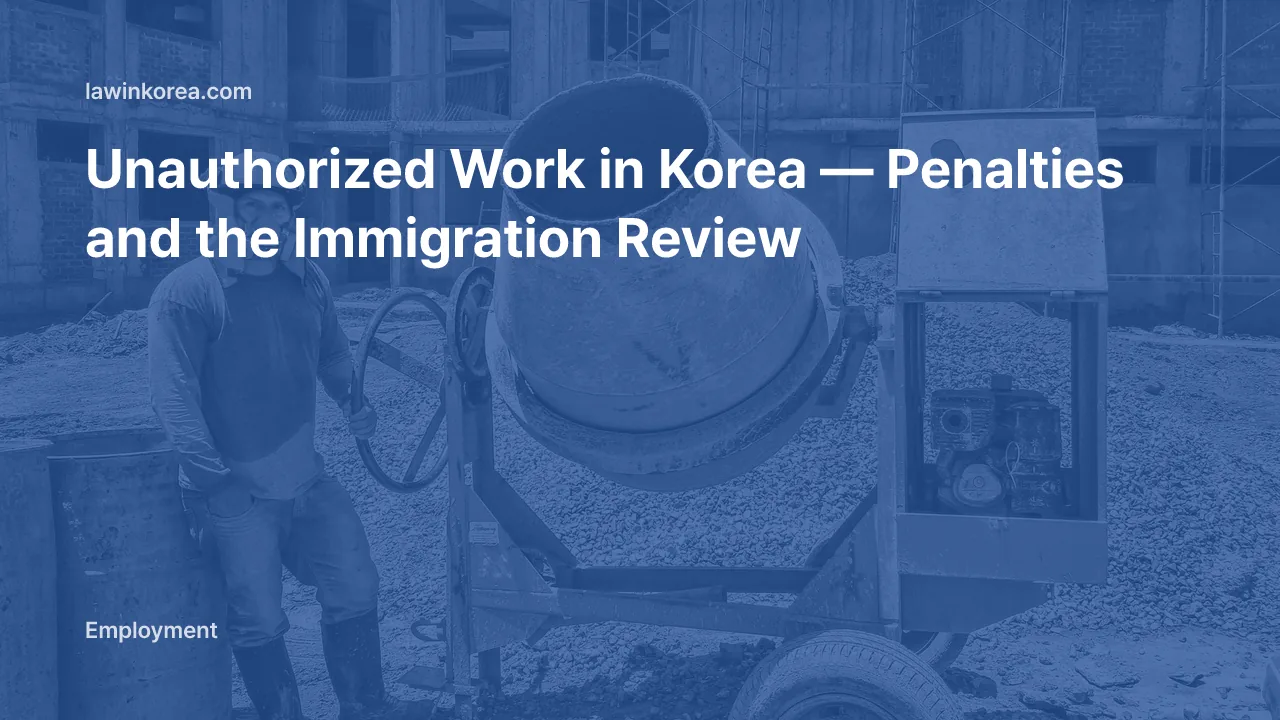 lawinkorea.com
Unauthorized Work in Korea — Penalties
and the Immigration Review
Employment